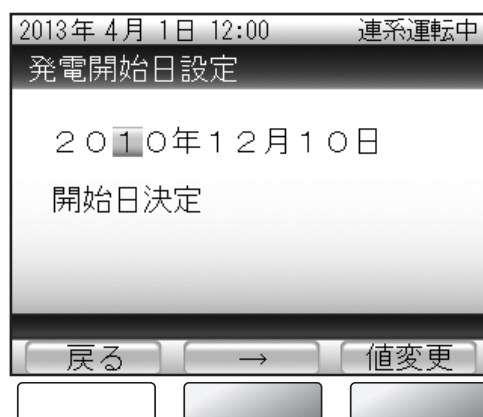 2013年 4月 1日 12:00 連系運転中
発電開始日設定
２０１０年１２月１０日
開始日決定
戻る → 値変更